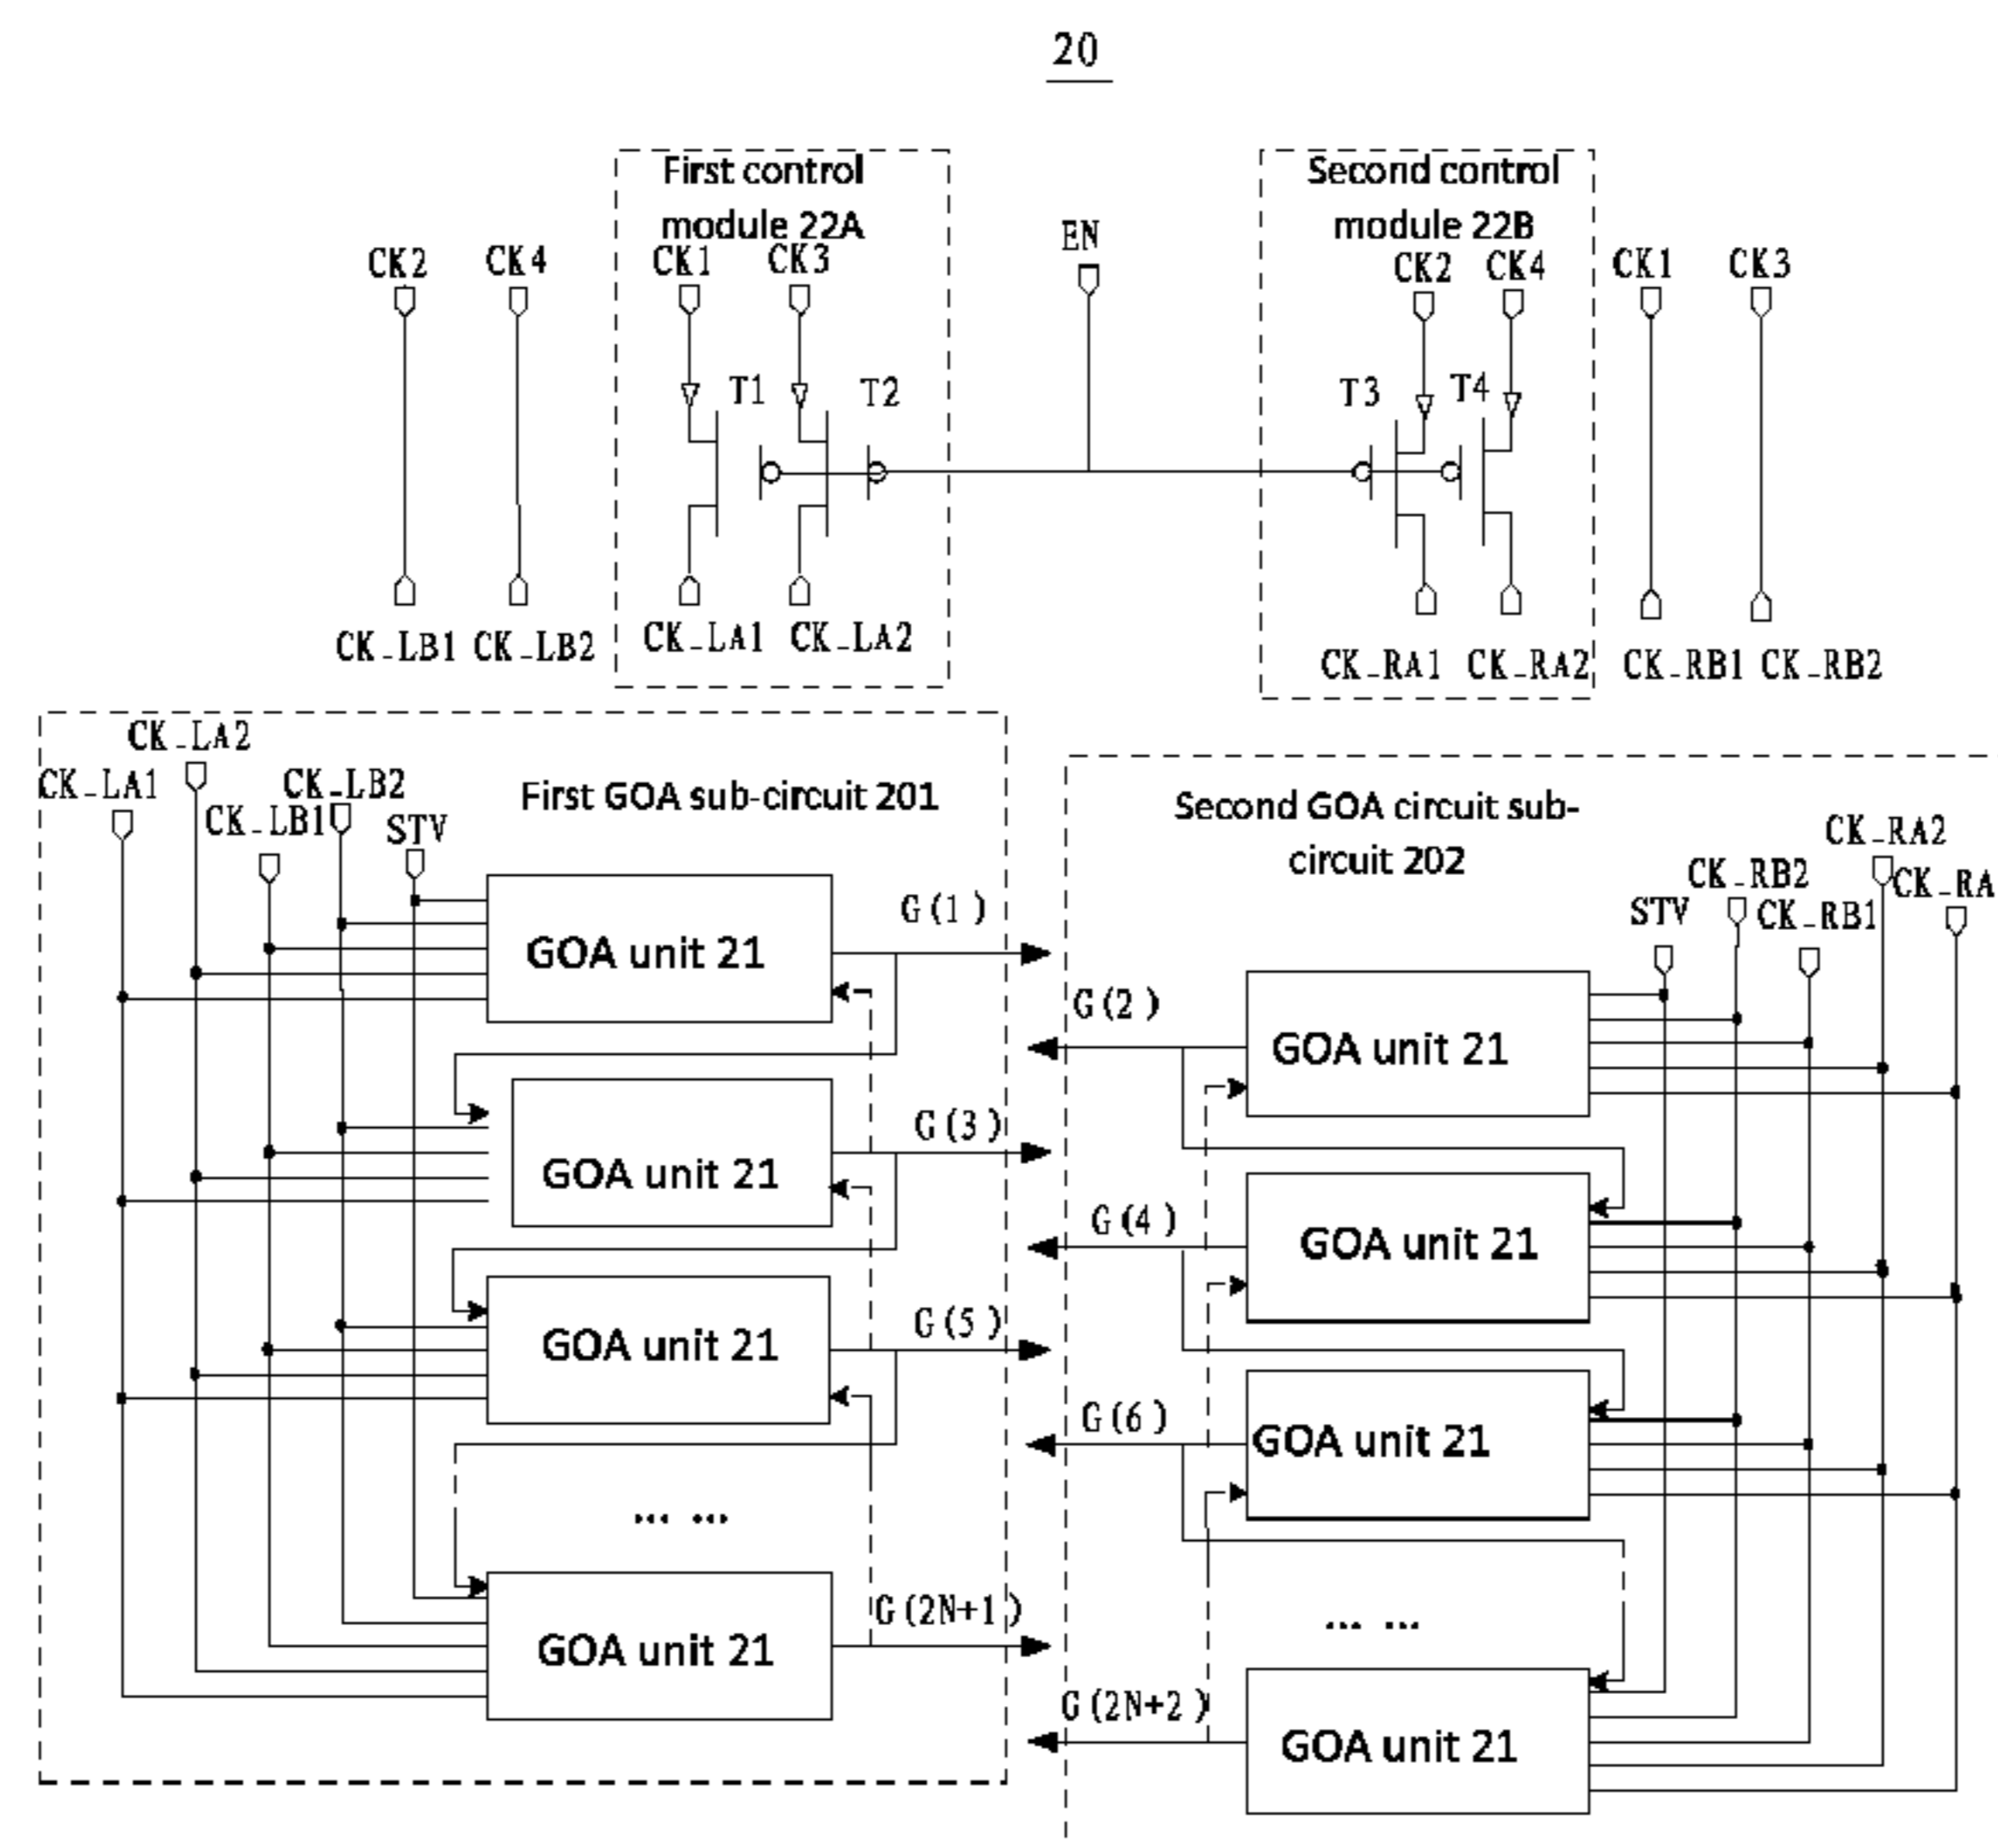 20
First control
module 22A
Second control
module 22B
CK2
CK4
CK1
CK3
EN
CK2
CK4
CK1
CK3
T1
T2
T3
T4
CK_LB1
CK_LB2
CK_LA1
CK_LA2
CK_RA1
CK_RA2
CK_RB1
CK_RB2
CK_LA2
CK_LA1
CK_LB2
CK_LB1
STV
First GOA sub-circuit 201
Second GOA circuit sub-
circuit 202
CK_RA2
CK_RB2
CK_RA
STV
CK_RB1
G(1)
GOA unit 21
G(2)
GOA unit 21
G(3)
GOA unit 21
G(4)
GOA unit 21
G(5)
GOA unit 21
G(6)
GOA unit 21
... ...
G(2N+1)
GOA unit 21
... ...
G(2N+2)
GOA unit 21